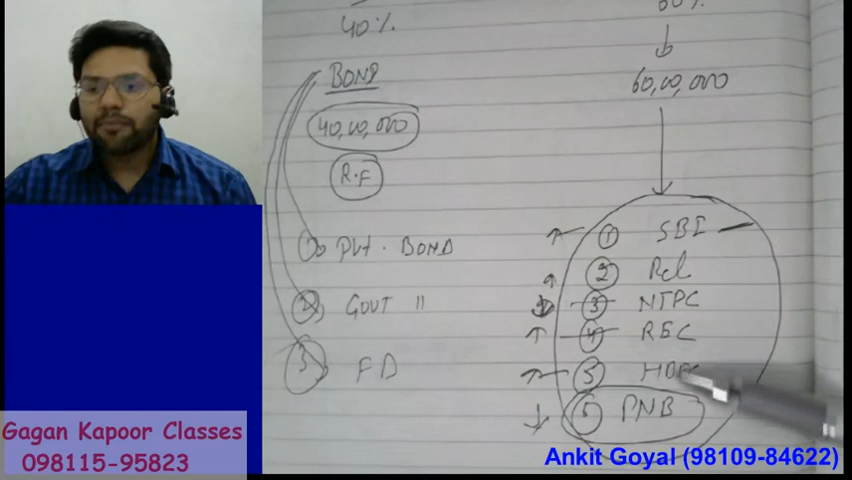 40%
60%
BOND
60,00,000
40,00,000
R.F
1 Pvt. BOND
2 GOVT "
3 FD
1 SBI
2 Rel
3 NTPC
4 REC
5 HDFC
5 PNB
Gagan Kapoor Classes
098115-95823
Ankit Goyal (98109-84622)